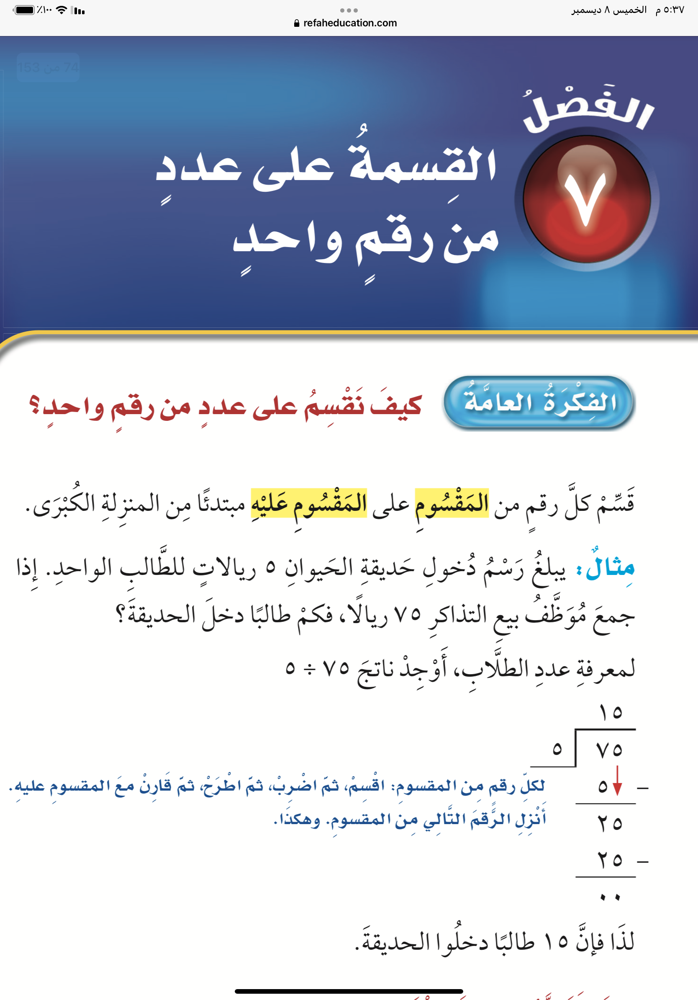 ٥:٣٧ م الخميس ٨ ديسمبر
٪١٠٠
refaheducation.com
74 من 153
الفَصْلُ
٧
القِسمةُ على عددٍ
من رقمٍ واحدٍ
الفِكْرَةُ العامَّةُ
كيفَ نَقْسِمُ على عددٍ من رقمٍ واحدٍ؟
قَسِّمْ كلَّ رقمٍ من المَقْسُومِ على المَقْسُومِ عَليْهِ مبتدئًا مِن المنزِلةِ الكُبْرَى.
مِثالٌ: يبلغُ رَسْمُ دُخولِ حَديقةِ الحَيوانِ ٥ ريالاتٍ للطَّالبِ الواحدِ. إِذا
جمعَ مُوَظَّفُ بيعِ التذاكرِ ٧٥ ريالًا، فكمْ طالبًا دخلَ الحديقةَ؟
لمعرفةِ عددِ الطلَّابِ، أَوْجِدْ ناتجَ ٧٥ ÷ ٥
١٥
٧٥ ٥
− ٥
لكلِّ رقمٍ مِن المقسومِ: اقْسِمْ، ثمّ اضْرِبْ، ثمّ اطْرَحْ، ثمّ قَارِنْ معَ المقسومِ عليهِ.
أَنْزِلِ الرَّقمَ التَّالِي مِن المقسومِ. وهكذَا.
٢٥
− ٢٥
٠٠
لذَا فإنَّ ١٥ طالبًا دخلُوا الحديقةَ.